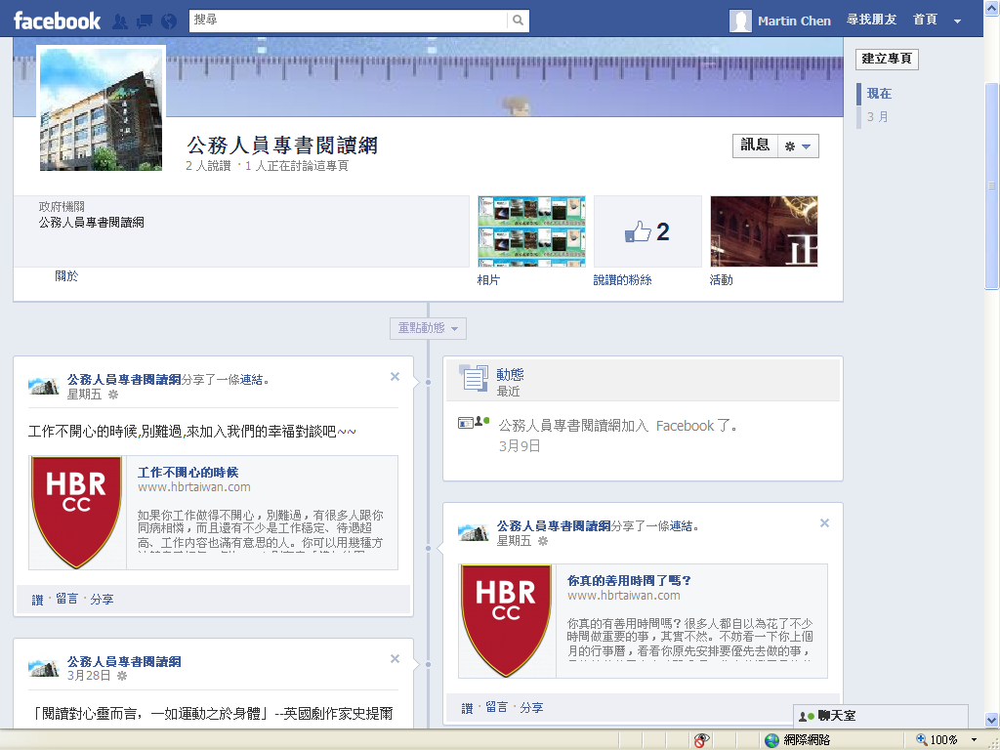 facebook
搜尋
Martin Chen
尋找朋友
首頁
建立專頁
現在
3 月
公務人員專書閱讀網
2 人說讚 · 1 人正在討論這專頁
訊息
政府機關
公務人員專書閱讀網
關於
相片
2
說讚的粉絲
正
活動
重點動態
公務人員專書閱讀網分享了一條連結。
星期五
工作不開心的時候,別難過,來加入我們的幸福對談吧~~
HBR
CC
工作不開心的時候
www.hbrtaiwan.com
如果你工作做得不開心，別難過，有很多人跟你
同病相憐，而且還有不少是工作穩定、待遇超
高、工作內容也滿有意思的人。你可以用幾種方
讚 · 留言 · 分享
公務人員專書閱讀網
3月28日
「閱讀對心靈而言，一如運動之於身體」--英國劇作家史提爾
動態
最近
公務人員專書閱讀網加入 Facebook 了。
3月9日
公務人員專書閱讀網分享了一條連結。
星期五
HBR
CC
你真的善用時間了嗎？
www.hbrtaiwan.com
你真的有善用時間嗎？很多人都自以為花了不少
時間做重要的事，其實不然。不妨看一下你上個
月的行事曆，看看你原先安排要優先去做的事，
讚 · 留言 · 分享
聊天室
網際網路
100%